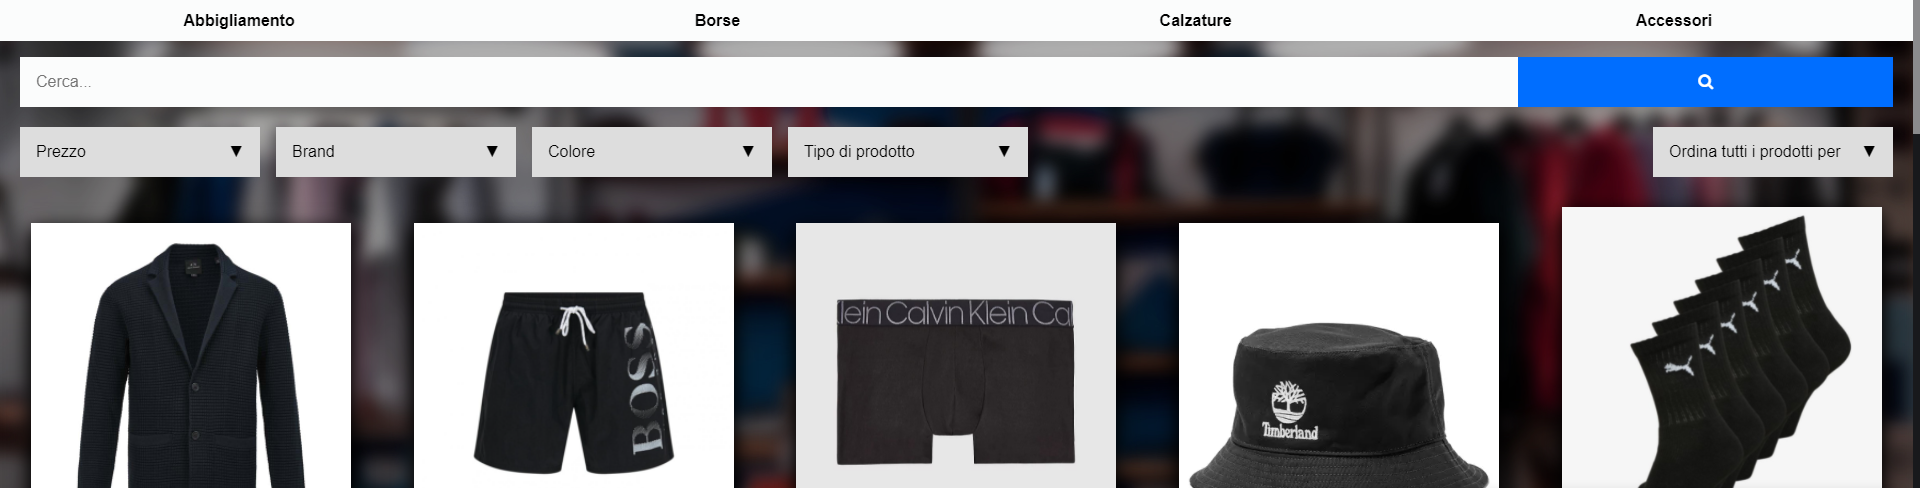 Abbigliamento Borse Calzature Accessori
Cerca...
Prezzo ▼ Brand ▼ Colore ▼ Tipo di prodotto ▼ Ordina tutti i prodotti per ▼
BOSS
lein Calvin Klein Ca
Timberland